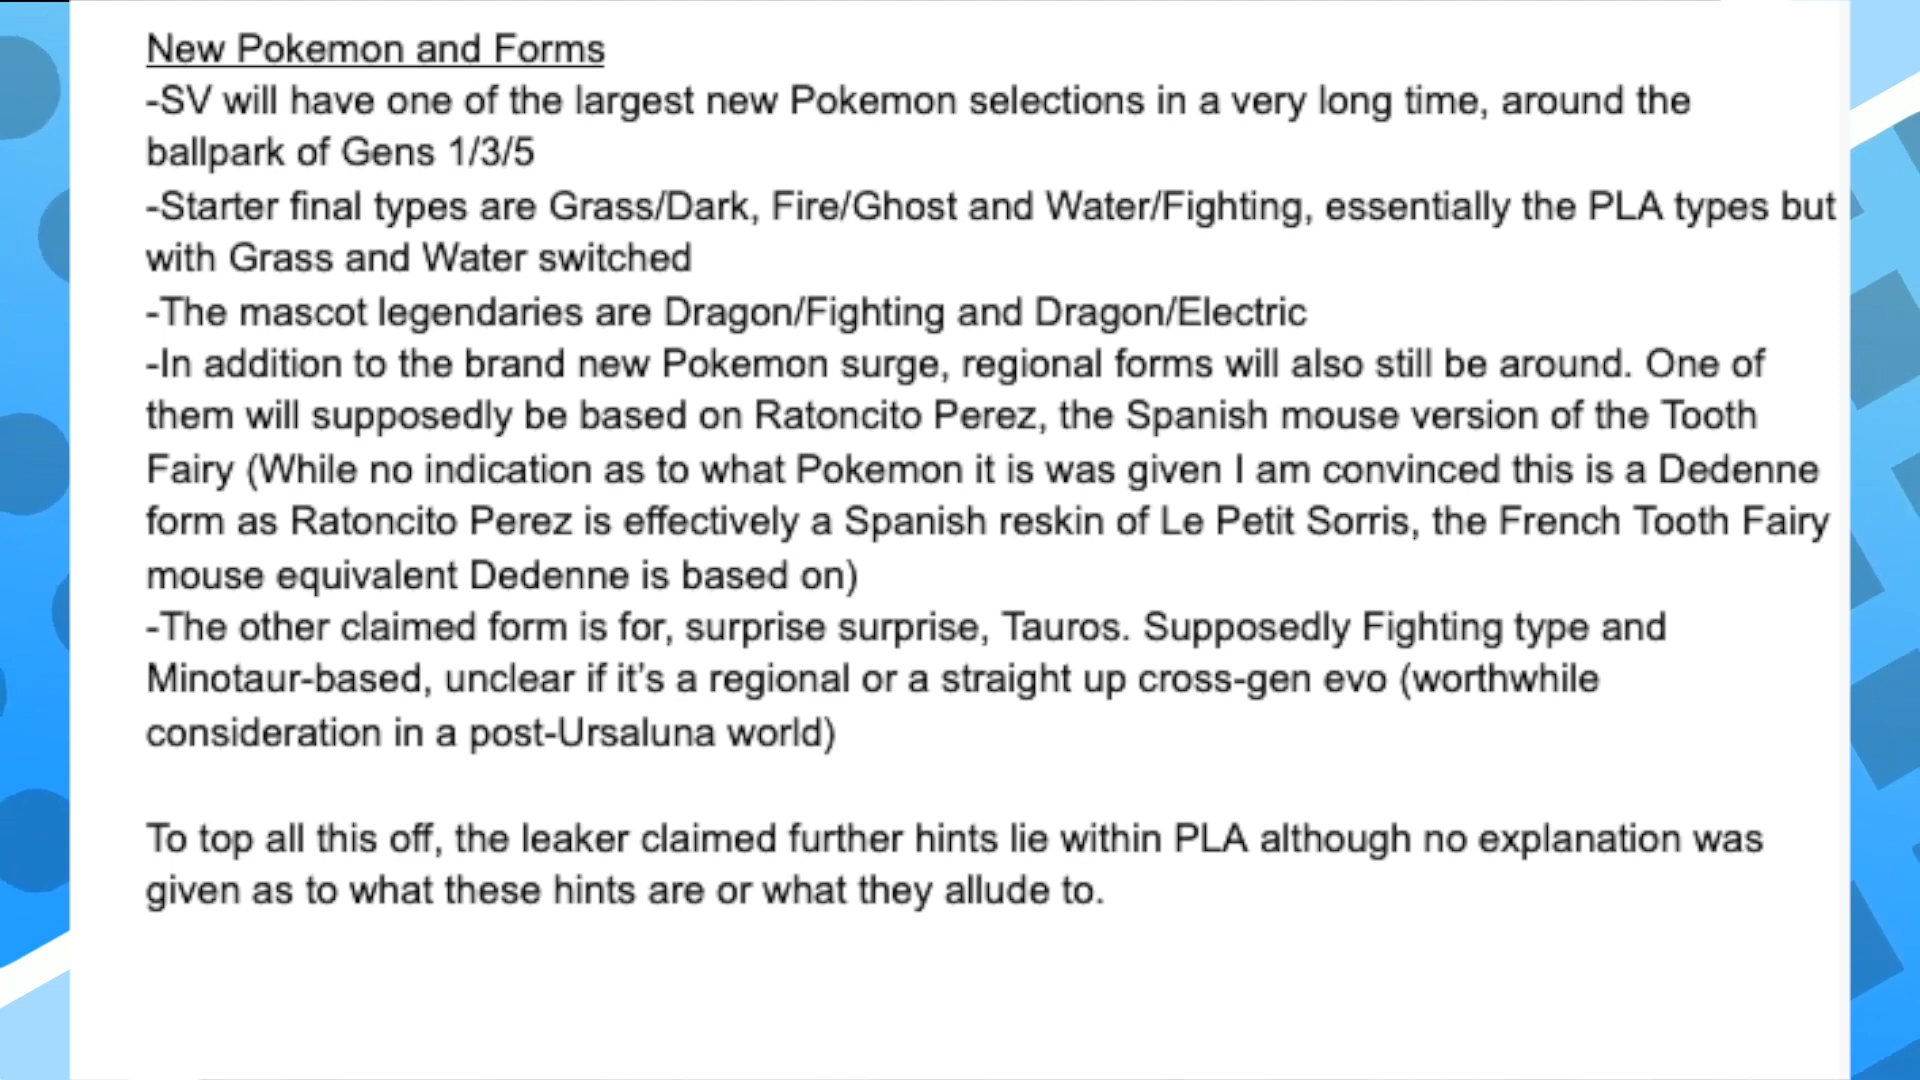 New Pokemon and Forms
-SV will have one of the largest new Pokemon selections in a very long time, around the
ballpark of Gens 1/3/5
-Starter final types are Grass/Dark, Fire/Ghost and Water/Fighting, essentially the PLA types but
with Grass and Water switched
-The mascot legendaries are Dragon/Fighting and Dragon/Electric
-In addition to the brand new Pokemon surge, regional forms will also still be around. One of
them will supposedly be based on Ratoncito Perez, the Spanish mouse version of the Tooth
Fairy (While no indication as to what Pokemon it is was given I am convinced this is a Dedenne
form as Ratoncito Perez is effectively a Spanish reskin of Le Petit Sorris, the French Tooth Fairy
mouse equivalent Dedenne is based on)
-The other claimed form is for, surprise surprise, Tauros. Supposedly Fighting type and
Minotaur-based, unclear if it's a regional or a straight up cross-gen evo (worthwhile
consideration in a post-Ursaluna world)
To top all this off, the leaker claimed further hints lie within PLA although no explanation was
given as to what these hints are or what they allude to.